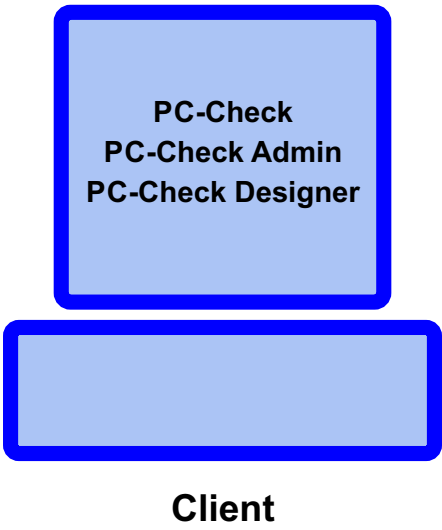 PC-Check
PC-Check Admin
PC-Check Designer
Client